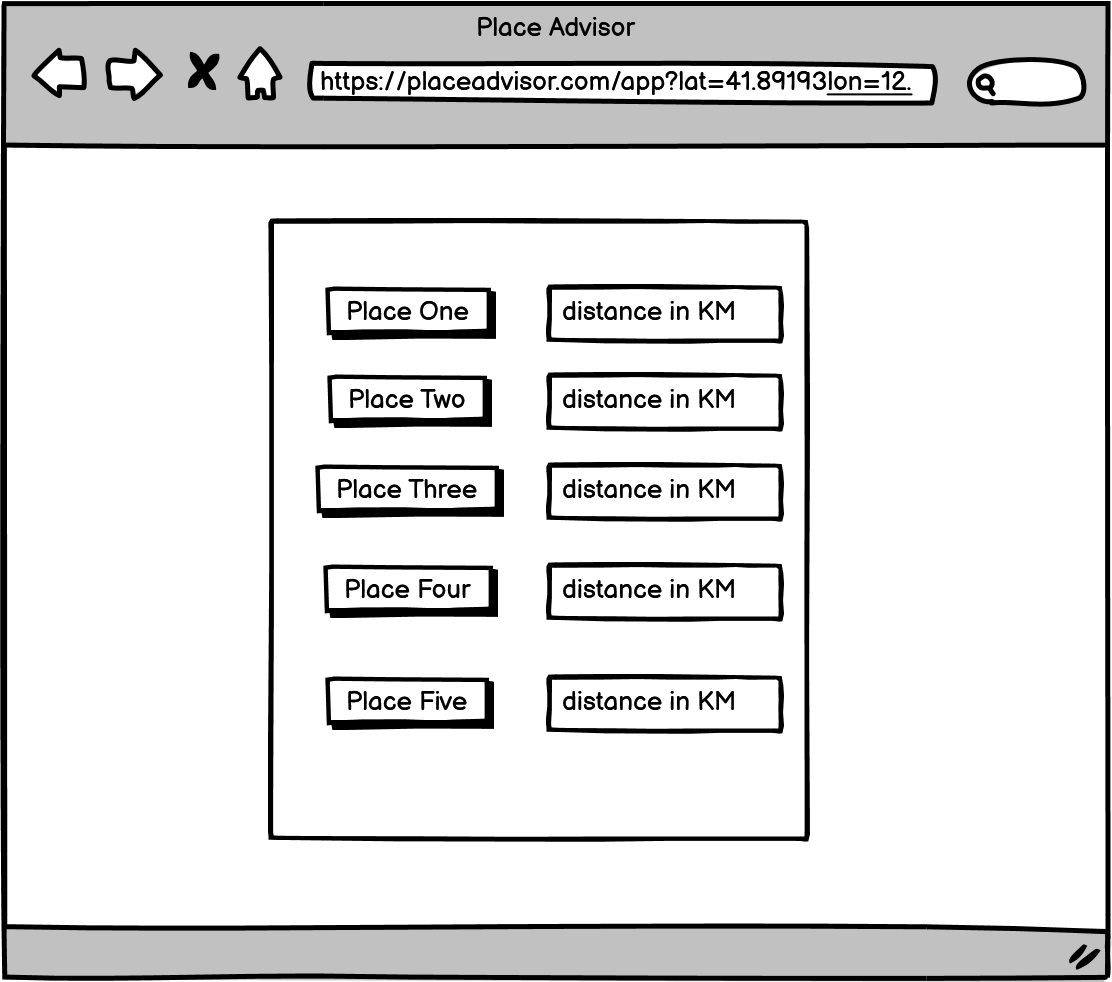 Place Advisor
https://placeadvisor.com/app?lat=41.89193lon=12.
Place One
distance in KM
Place Two
distance in KM
Place Three
distance in KM
Place Four
distance in KM
Place Five
distance in KM